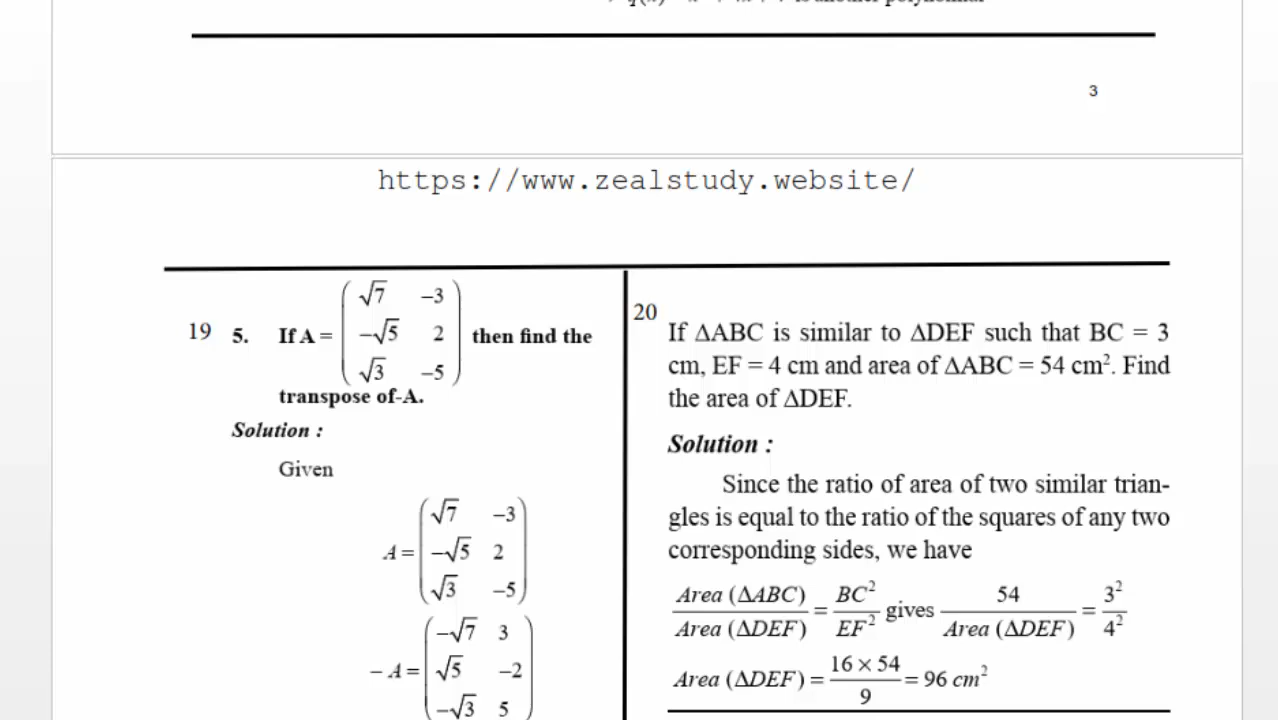 3
https://www.zealstudy.website/
19 5. If A = ( √7 –3
–√5 2
√3 –5 ) then find the
transpose of-A.
Solution :
Given
A = ( √7 –3
–√5 2
√3 –5 )
– A = ( –√7 3
√5 –2
–√3 5
20
If ΔABC is similar to ΔDEF such that BC = 3
cm, EF = 4 cm and area of ΔABC = 54 cm². Find
the area of ΔDEF.
Solution :
Since the ratio of area of two similar trian-
gles is equal to the ratio of the squares of any two
corresponding sides, we have
Area (ΔABC) / Area (ΔDEF) = BC² / EF² gives 54 / Area (ΔDEF) = 3² / 4²
Area (ΔDEF) = 16 × 54 / 9 = 96 cm²